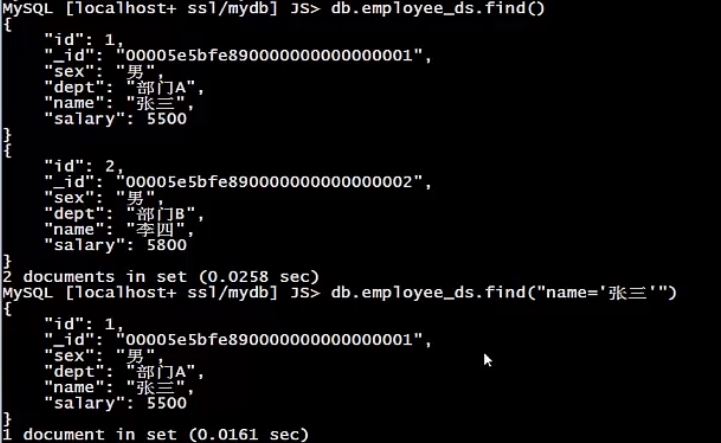 MySQL [localhost+ ssl/mydb] JS> db.employee_ds.find()
{
    "id": 1,
    "_id": "00005e5bfe890000000000000001",
    "sex": "男",
    "dept": "部门A",
    "name": "张三",
    "salary": 5500
}
{
    "id": 2,
    "_id": "00005e5bfe890000000000000002",
    "sex": "男",
    "dept": "部门B",
    "name": "李四",
    "salary": 5800
}
2 documents in set (0.0258 sec)
MySQL [localhost+ ssl/mydb] JS> db.employee_ds.find("name='张三'")
{
    "id": 1,
    "_id": "00005e5bfe890000000000000001",
    "sex": "男",
    "dept": "部门A",
    "name": "张三",
    "salary": 5500
}
1 document in set (0.0161 sec)